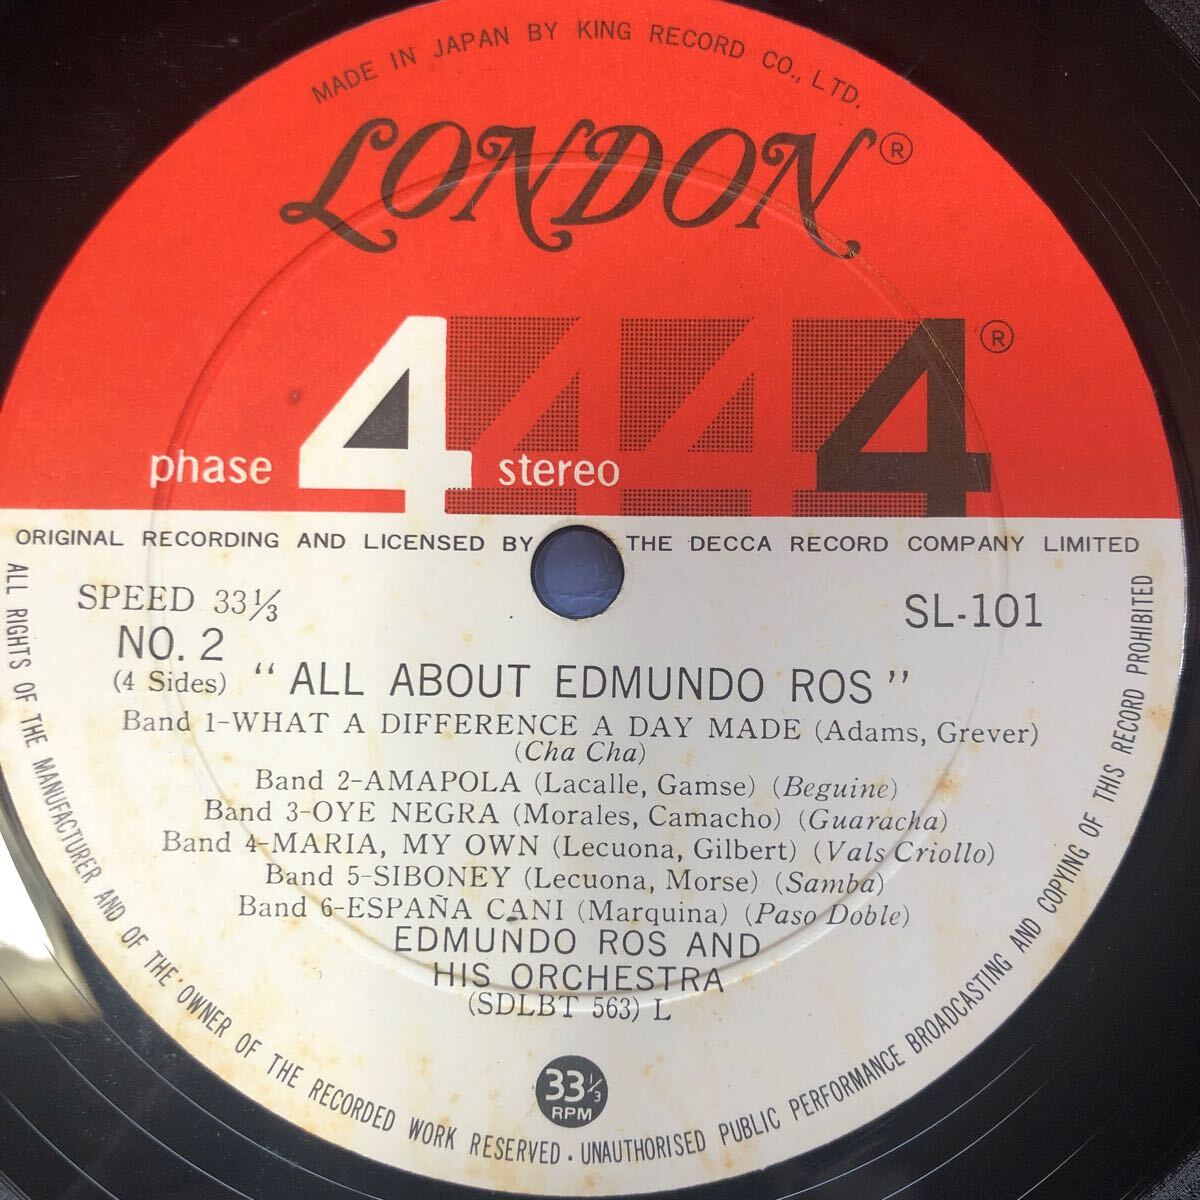 MADE IN JAPAN BY KING RECORD CO., LTD.
LONDON®
phase 4 stereo 4 4 4 ®
ORIGINAL RECORDING AND LICENSED BY THE DECCA RECORD COMPANY LIMITED
SPEED 33⅓
SL-101
NO. 2
(4 Sides)
"ALL ABOUT EDMUNDO ROS"
Band 1-WHAT A DIFFERENCE A DAY MADE (Adams, Grever)
(Cha Cha)
Band 2-AMAPOLA (Lacalle, Gamse) (Beguine)
Band 3-OYE NEGRA (Morales, Camacho) (Guaracha)
Band 4-MARIA, MY OWN (Lecuona, Gilbert) (Vals Criollo)
Band 5-SIBONEY (Lecuona, Morse) (Samba)
Band 6-ESPAÑA CANI (Marquina) (Paso Doble)
EDMUNDO ROS AND
HIS ORCHESTRA
(SDLBT 563) L
33⅓
RPM
ALL RIGHTS OF THE MANUFACTURER AND OF THE OWNER OF THE RECORDED WORK RESERVED. UNAUTHORISED PUBLIC PERFORMANCE BROADCASTING AND COPYING OF THIS RECORD PROHIBITED